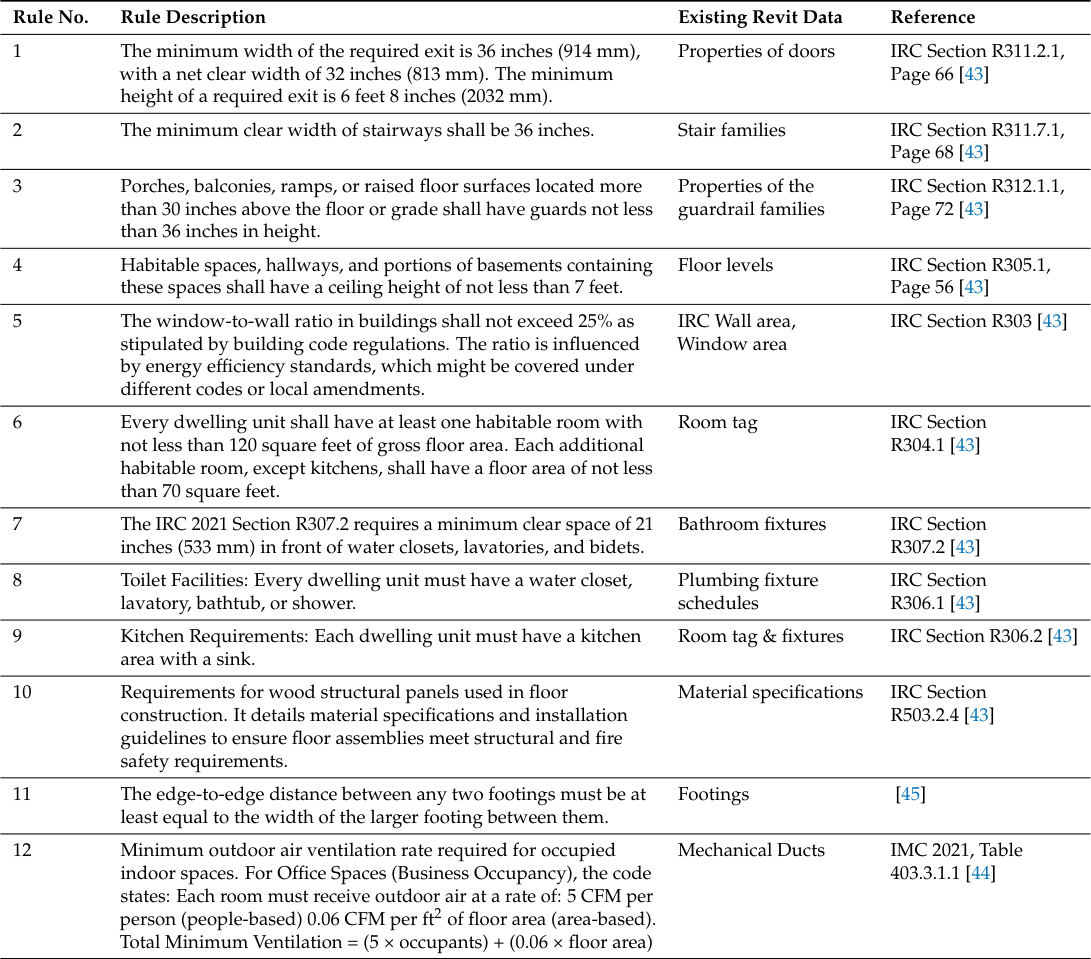 Rule No. Rule Description Existing Revit Data Reference
1 The minimum width of the required exit is 36 inches (914 mm), Properties of doors IRC Section R311.2.1,
with a net clear width of 32 inches (813 mm). The minimum Page 66 [43]
height of a required exit is 6 feet 8 inches (2032 mm).
2 The minimum clear width of stairways shall be 36 inches. Stair families IRC Section R311.7.1,
Page 68 [43]
3 Porches, balconies, ramps, or raised floor surfaces located more Properties of the IRC Section R312.1.1,
than 30 inches above the floor or grade shall have guards not less guardrail families Page 72 [43]
than 36 inches in height.
4 Habitable spaces, hallways, and portions of basements containing Floor levels IRC Section R305.1,
these spaces shall have a ceiling height of not less than 7 feet. Page 56 [43]
5 The window-to-wall ratio in buildings shall not exceed 25% as IRC Wall area, IRC Section R303 [43]
stipulated by building code regulations. The ratio is influenced Window area
by energy efficiency standards, which might be covered under
different codes or local amendments.
6 Every dwelling unit shall have at least one habitable room with Room tag IRC Section
not less than 120 square feet of gross floor area. Each additional R304.1 [43]
habitable room, except kitchens, shall have a floor area of not less
than 70 square feet.
7 The IRC 2021 Section R307.2 requires a minimum clear space of 21 Bathroom fixtures IRC Section
inches (533 mm) in front of water closets, lavatories, and bidets. R307.2 [43]
8 Toilet Facilities: Every dwelling unit must have a water closet, Plumbing fixture IRC Section
lavatory, bathtub, or shower. schedules R306.1 [43]
9 Kitchen Requirements: Each dwelling unit must have a kitchen Room tag & fixtures IRC Section R306.2 [43]
area with a sink.
10 Requirements for wood structural panels used in floor Material specifications IRC Section
construction. It details material specifications and installation R503.2.4 [43]
guidelines to ensure floor assemblies meet structural and fire
safety requirements.
11 The edge-to-edge distance between any two footings must be at Footings [45]
least equal to the width of the larger footing between them.
12 Minimum outdoor air ventilation rate required for occupied Mechanical Ducts IMC 2021, Table
indoor spaces. For Office Spaces (Business Occupancy), the code 403.3.1.1 [44]
states: Each room must receive outdoor air at a rate of: 5 CFM per
person (people-based) 0.06 CFM per ft² of floor area (area-based).
Total Minimum Ventilation = (5 × occupants) + (0.06 × floor area)